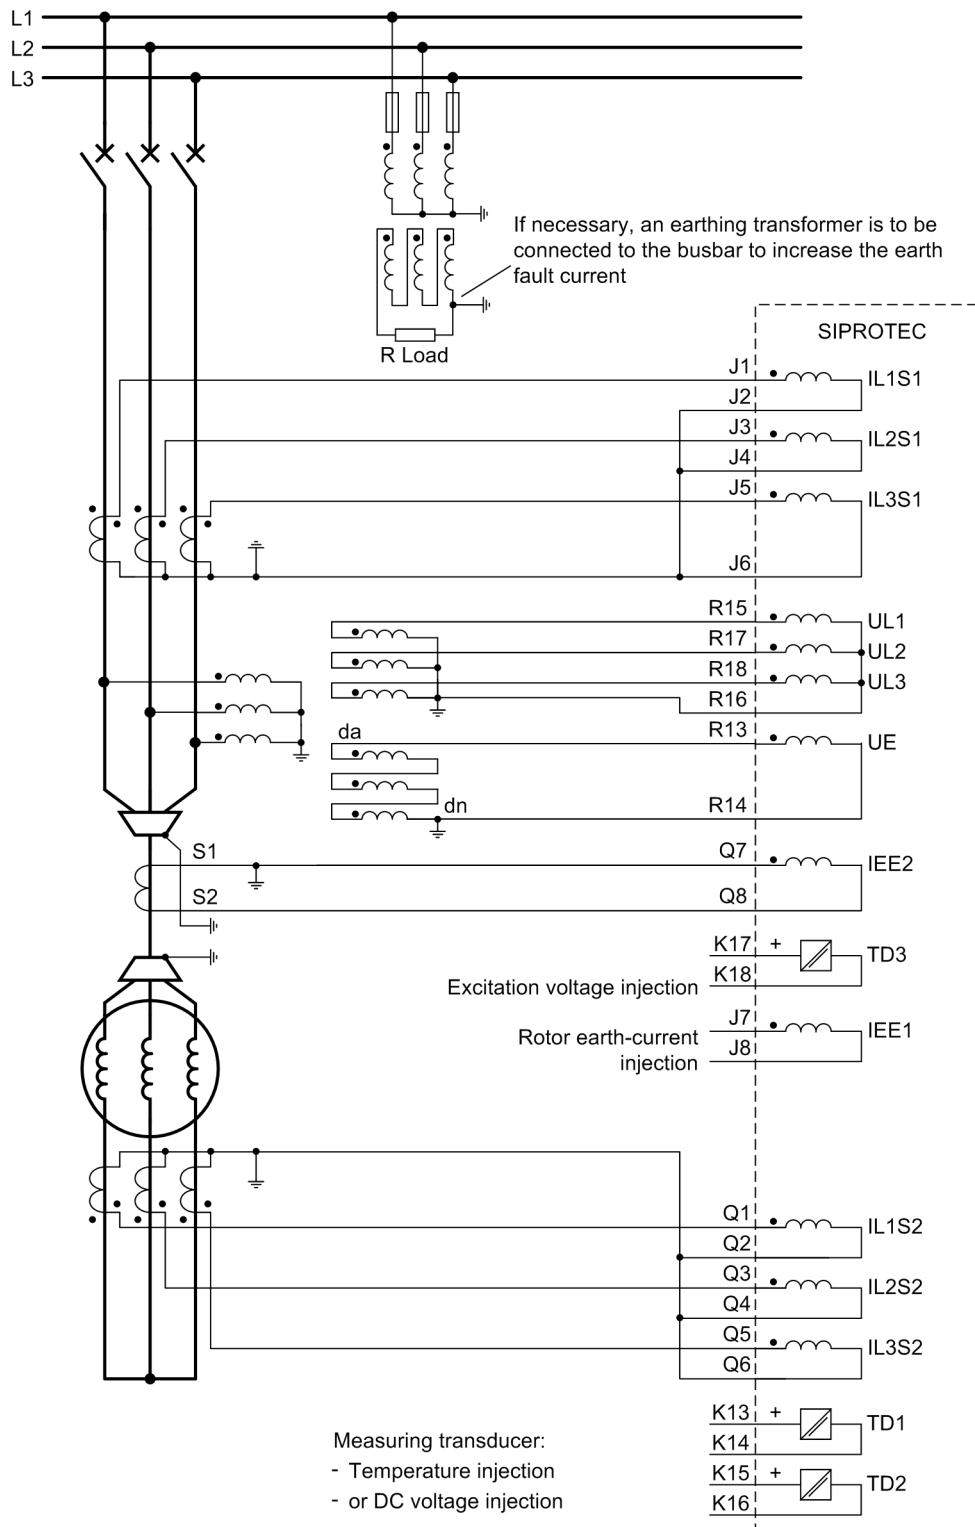 L1
L2
L3
If necessary, an earthing transformer is to be
connected to the busbar to increase the earth
fault current
R Load
SIPROTEC
J1
IL1S1
J2
J3
IL2S1
J4
J5
IL3S1
J6
R15
UL1
R17
UL2
R18
UL3
R16
da
R13
UE
dn
R14
S1
Q7
IEE2
S2
Q8
K17 +
TD3
K18
Excitation voltage injection
J7
IEE1
Rotor earth-current
injection
J8
Q1
IL1S2
Q2
Q3
IL2S2
Q4
Q5
IL3S2
Q6
K13 +
TD1
K14
K15 +
TD2
K16
Measuring transducer:
- Temperature injection
- or DC voltage injection